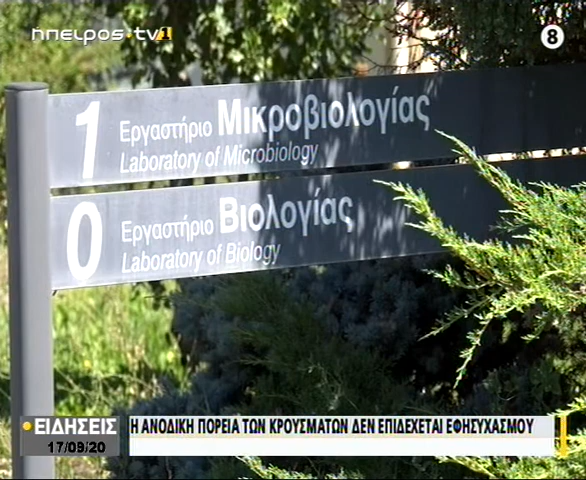 ηπειρος·tv1
8
1 Εργαστήριο Μικροβιολογίας
Laboratory of Microbiology
0 Εργαστήριο Βιολογίας
Laboratory of Biology
ΕΙΔΗΣΕΙΣ
17/09/20
Η ΑΝΟΔΙΚΗ ΠΟΡΕΙΑ ΤΩΝ ΚΡΟΥΣΜΑΤΩΝ ΔΕΝ ΕΠΙΔΕΧΕΤΑΙ ΕΦΗΣΥΧΑΣΜΟΥ